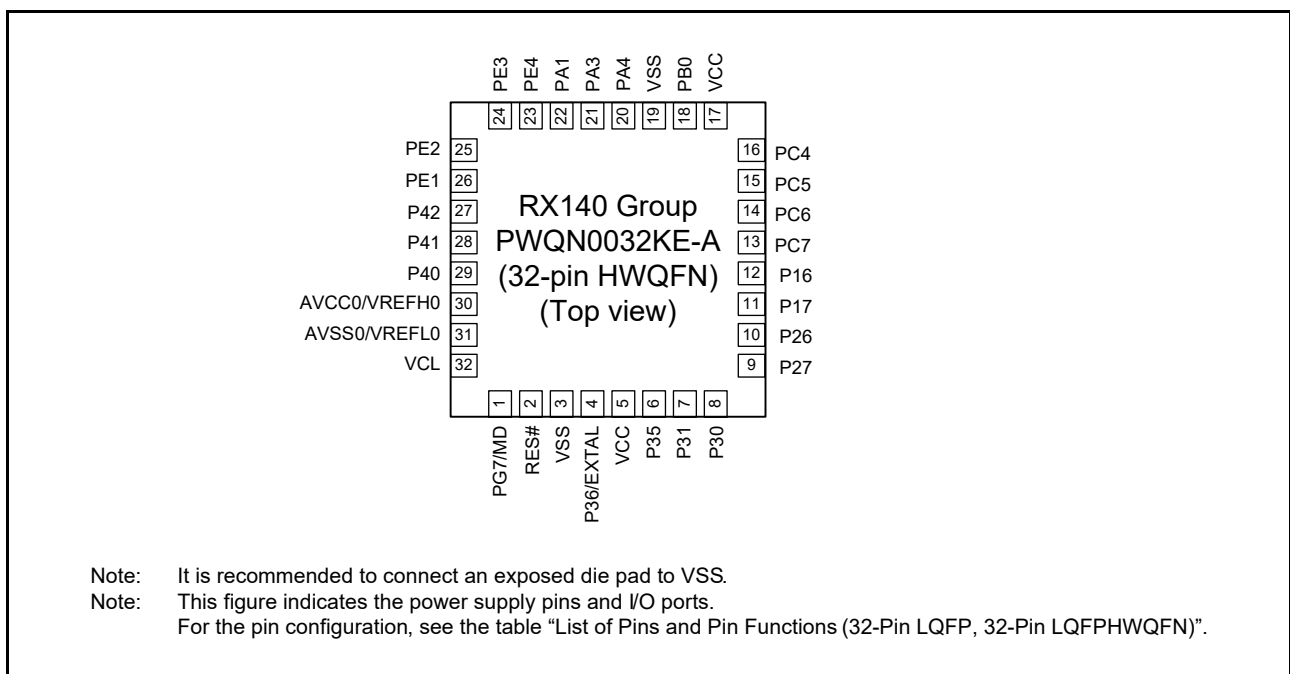 PE3 PE4 PA1 PA3 PA4 VSS PB0 VCC
24 23 22 21 20 19 18 17
PE2 25
PE1 26
P42 27
P41 28
P40 29
AVCC0/VREFH0 30
AVSS0/VREFL0 31
VCL 32
RX140 Group
PWQN0032KE-A
(32-pin HWQFN)
(Top view)
16 PC4
15 PC5
14 PC6
13 PC7
12 P16
11 P17
10 P26
9 P27
1 2 3 4 5 6 7 8
PG7/MD RES# VSS P36/EXTAL VCC P35 P31 P30
Note: It is recommended to connect an exposed die pad to VSS.
Note: This figure indicates the power supply pins and I/O ports.
For the pin configuration, see the table “List of Pins and Pin Functions (32-Pin LQFP, 32-Pin LQFPHWQFN)”.